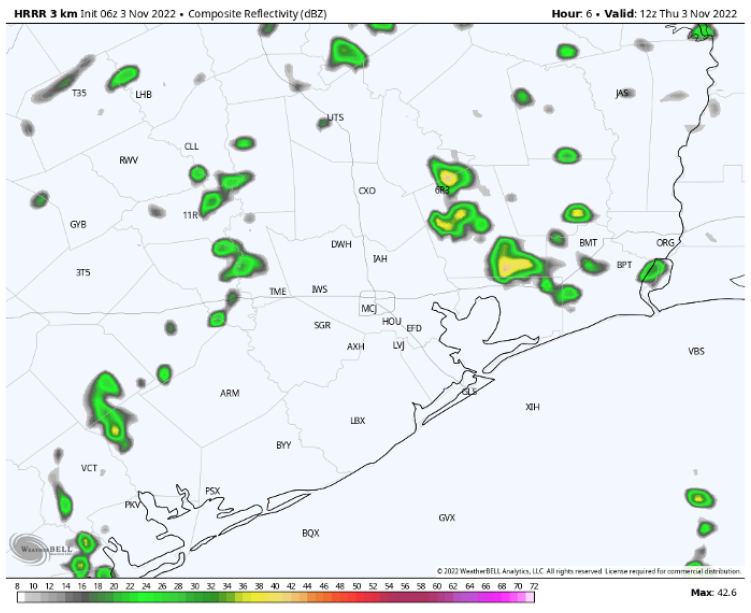 HRRR 3 km Init 06z 3 Nov 2022 • Composite Reflectivity (dBZ) Hour: 6 • Valid: 12z Thu 3 Nov 2022
T35 LHB JAS
UTS
CLL
RWV
CXO 6R3
11R
GYB
DWH BMT ORG
IAH
3T5 BPT
TME IWS
MCJ
SGR HOU EFD
AXH LVJ VBS
ARM GLS
XIH
LBX
BYY
VCT
PSX
PKV
GVX
BQX
WEATHERBELL
© 2022 WeatherBELL Analytics, LLC. All rights reserved. License required for commercial distribution.
8 10 12 14 16 18 20 22 24 26 28 30 32 34 36 38 40 42 44 46 48 50 52 54 56 58 60 62 64 66 68 70 72 Max: 42.6